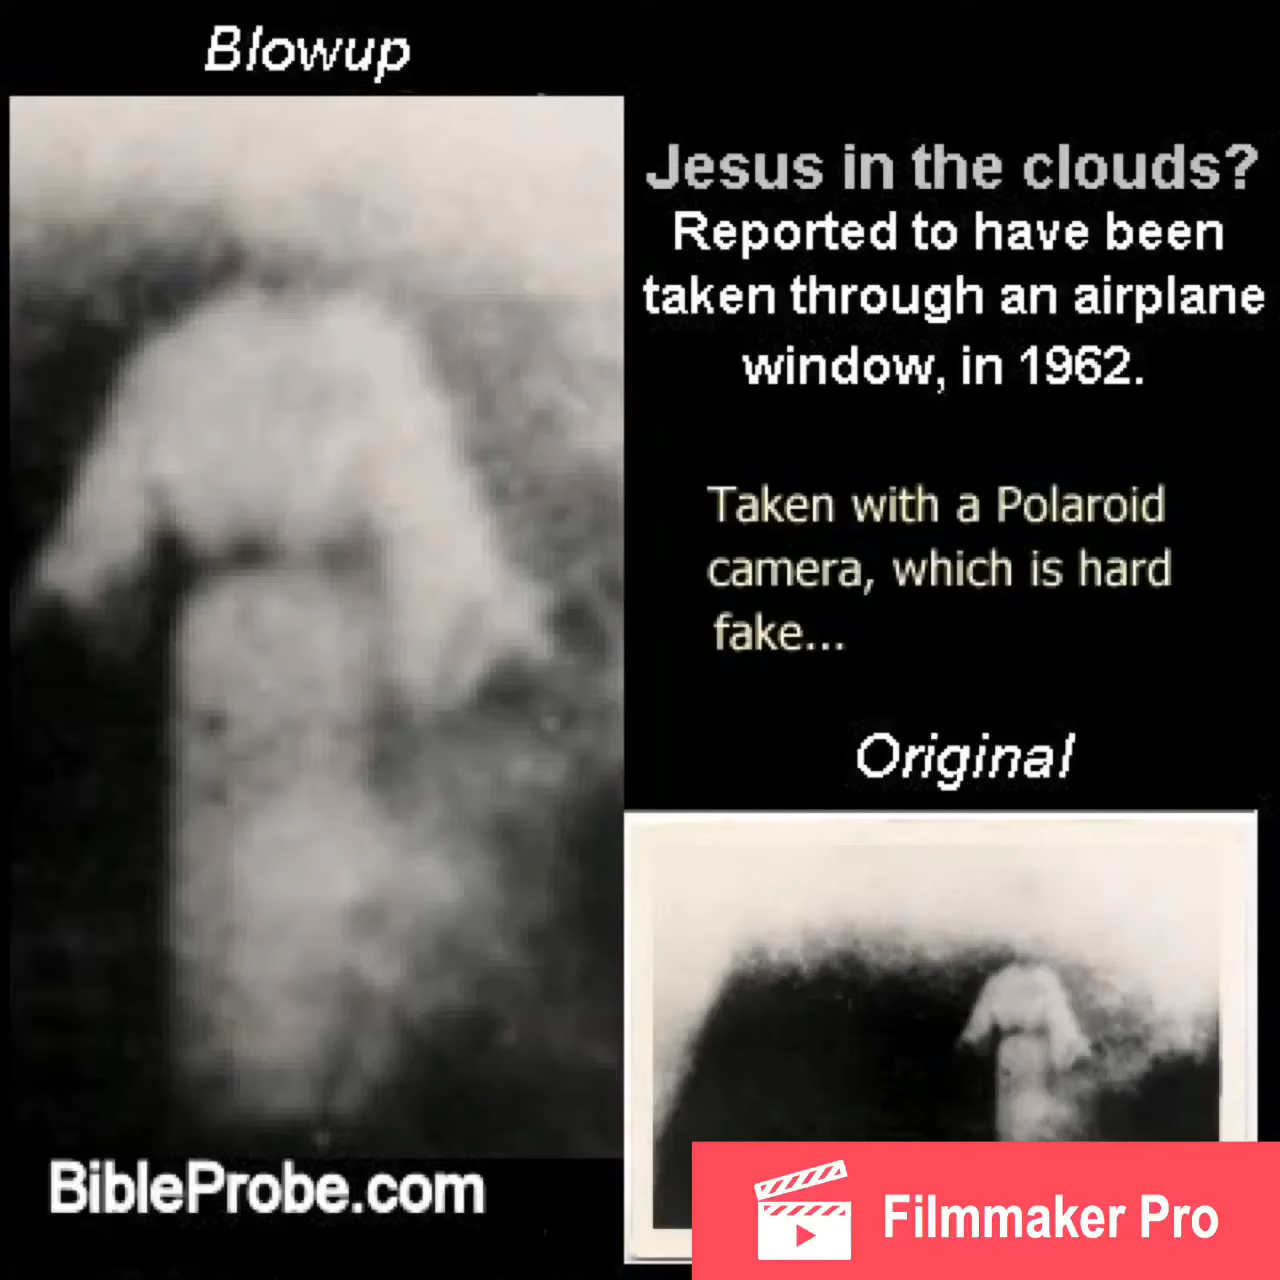 Blowup
Jesus in the clouds?
Reported to have been
taken through an airplane
window, in 1962.
Taken with a Polaroid
camera, which is hard
fake...
Original
BibleProbe.com
Filmmaker Pro